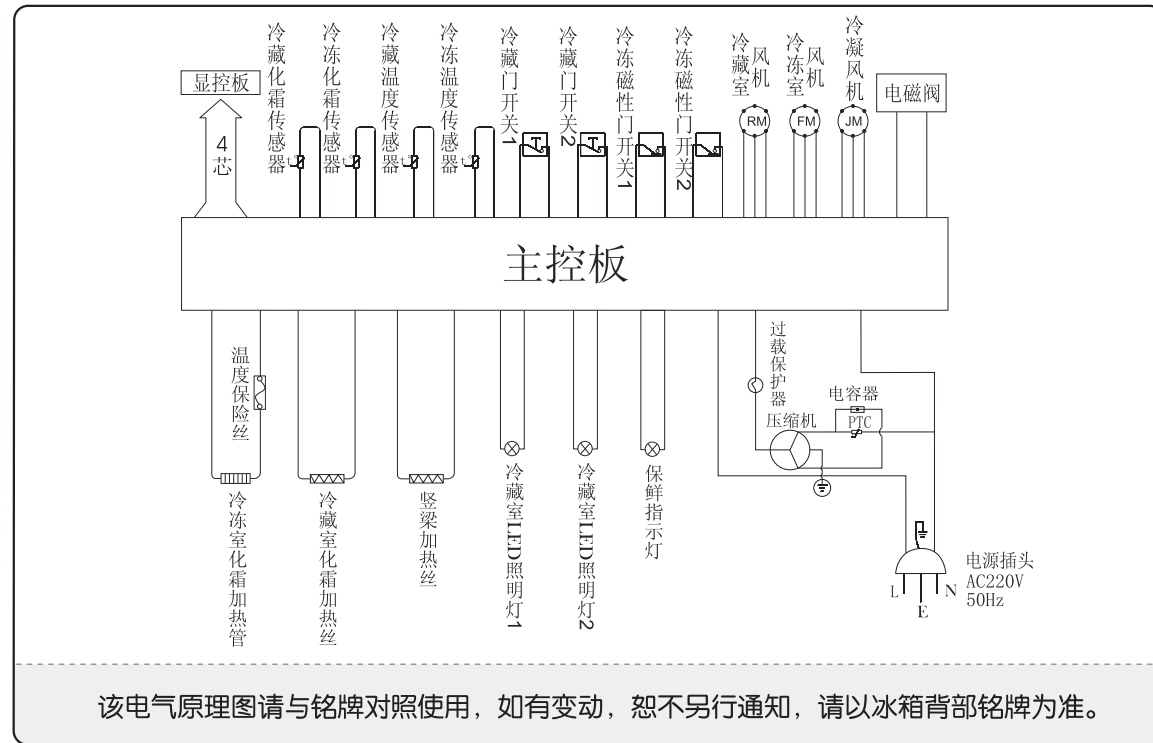 显控板
4芯
冷藏化霜传感器
t°
冷冻化霜传感器
t°
冷藏温度传感器
t°
冷冻温度传感器
t°
冷藏门开关1
冷藏门开关2
冷冻磁性门开关1
冷冻磁性门开关2
冷藏室
风机
RM
冷冻室
风机
FM
冷凝风机
JM
电磁阀
主控板
温度保险丝
冷冻室化霜加热管
冷藏室化霜加热丝
竖梁加热丝
冷藏室LED照明灯1
冷藏室LED照明灯2
保鲜指示灯
过载保护器
压缩机
电容器
PTC
L
E
N
电源插头
AC220V
50Hz
该电气原理图请与铭牌对照使用，如有变动，恕不另行通知，请以冰箱背部铭牌为准。